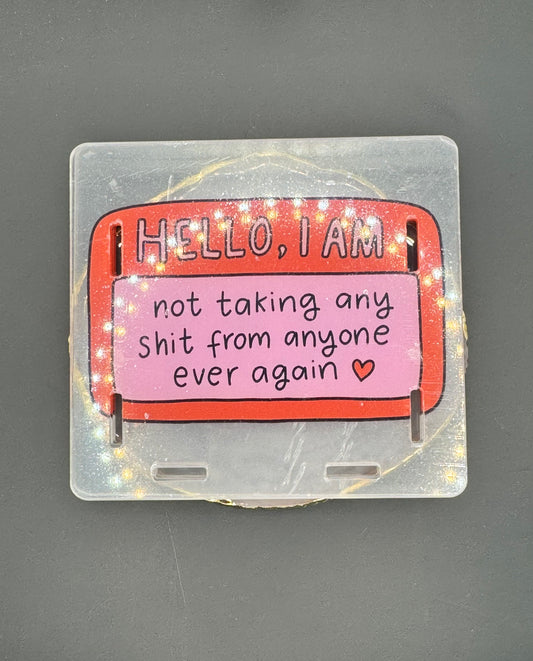 HELLO, I AM
not taking any
shit from anyone
ever again ♡